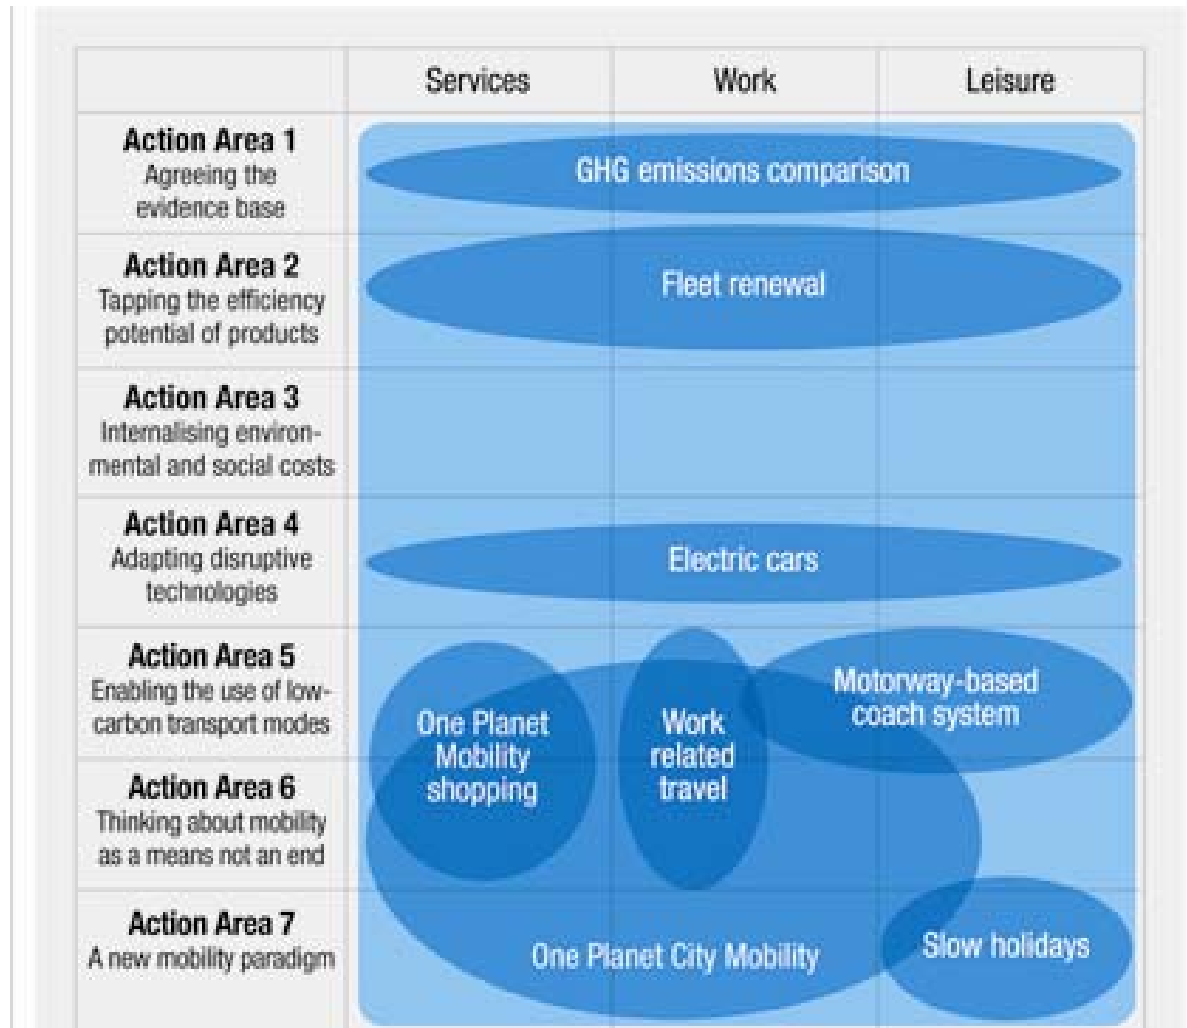 Services Work Leisure
Action Area 1
Agreeing the
evidence base
GHG emissions comparison
Action Area 2
Tapping the efficiency
potential of products
Fleet renewal
Action Area 3
Internalising environ-
mental and social costs
Action Area 4
Adapting disruptive
technologies
Electric cars
Action Area 5
Enabling the use of low-
carbon transport modes
One Planet
Mobility
shopping
Work
related
travel
Motorway-based
coach system
Action Area 6
Thinking about mobility
as a means not an end
Action Area 7
A new mobility paradigm
One Planet City Mobility
Slow holidays